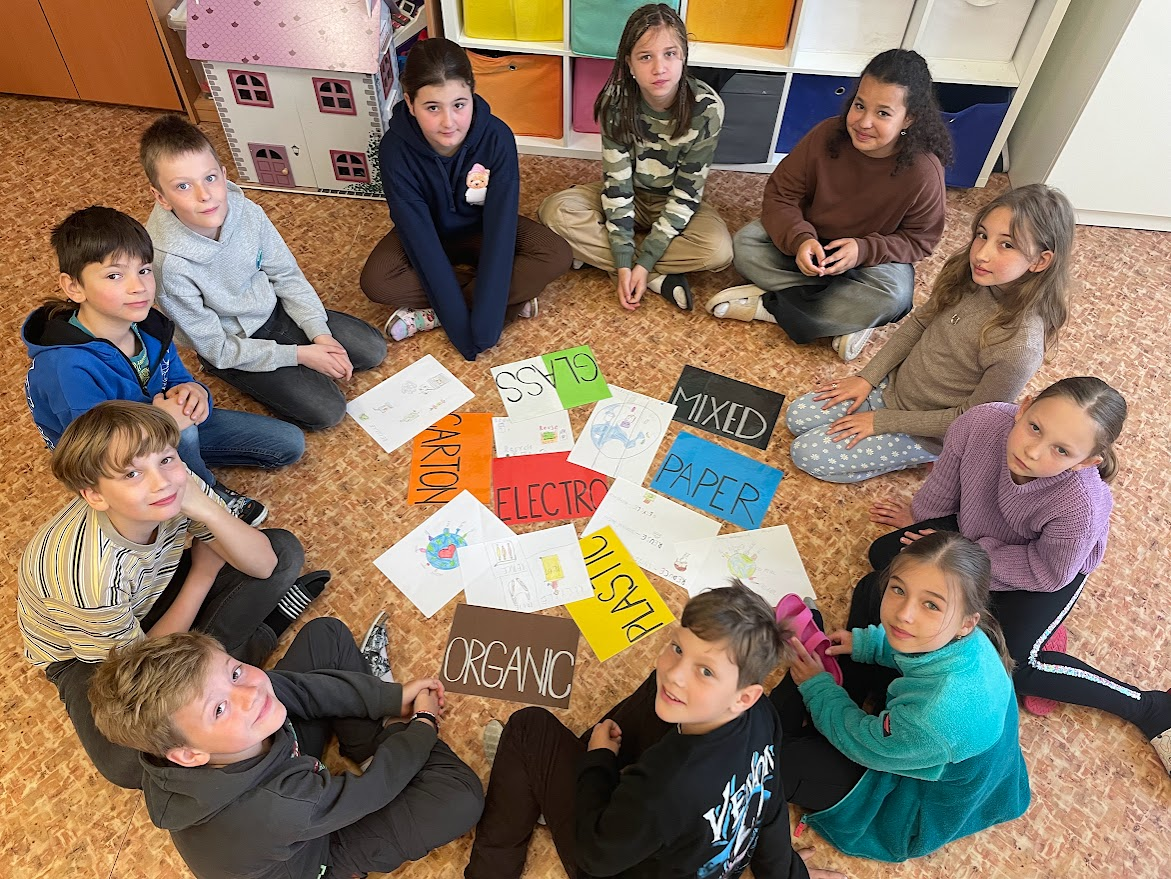 GLASS
MIXED
CARTON
PAPER
ELECTRO
PLASTIC
ORGANIC